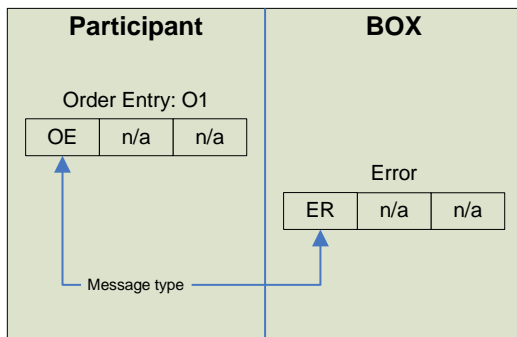 Participant BOX
Order Entry: O1
OE n/a n/a
Error
ER n/a n/a
Message type